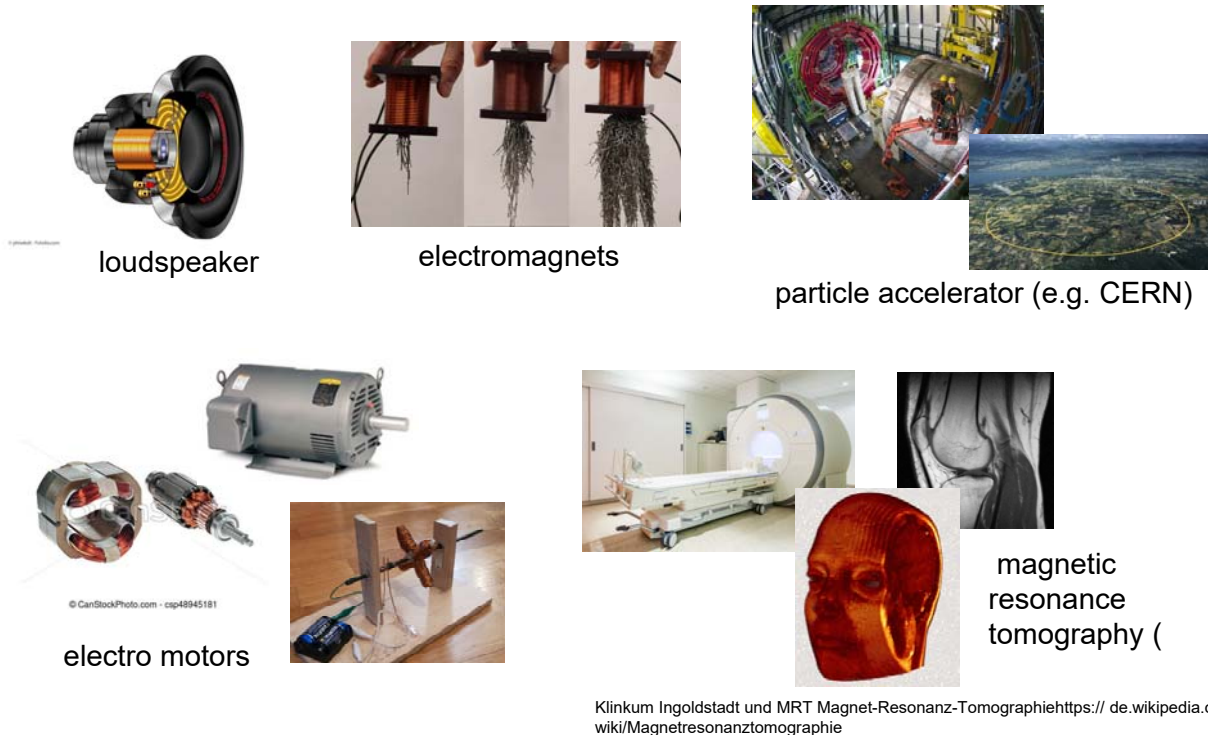 loudspeaker
electromagnets
particle accelerator (e.g. CERN)
© CanStockPhoto.com - csp48945181
electro motors
magnetic
resonance
tomography (
Klinkum Ingoldstadt und MRT Magnet-Resonanz-Tomographiehttps:// de.wikipedia.o
wiki/Magnetresonanztomographie